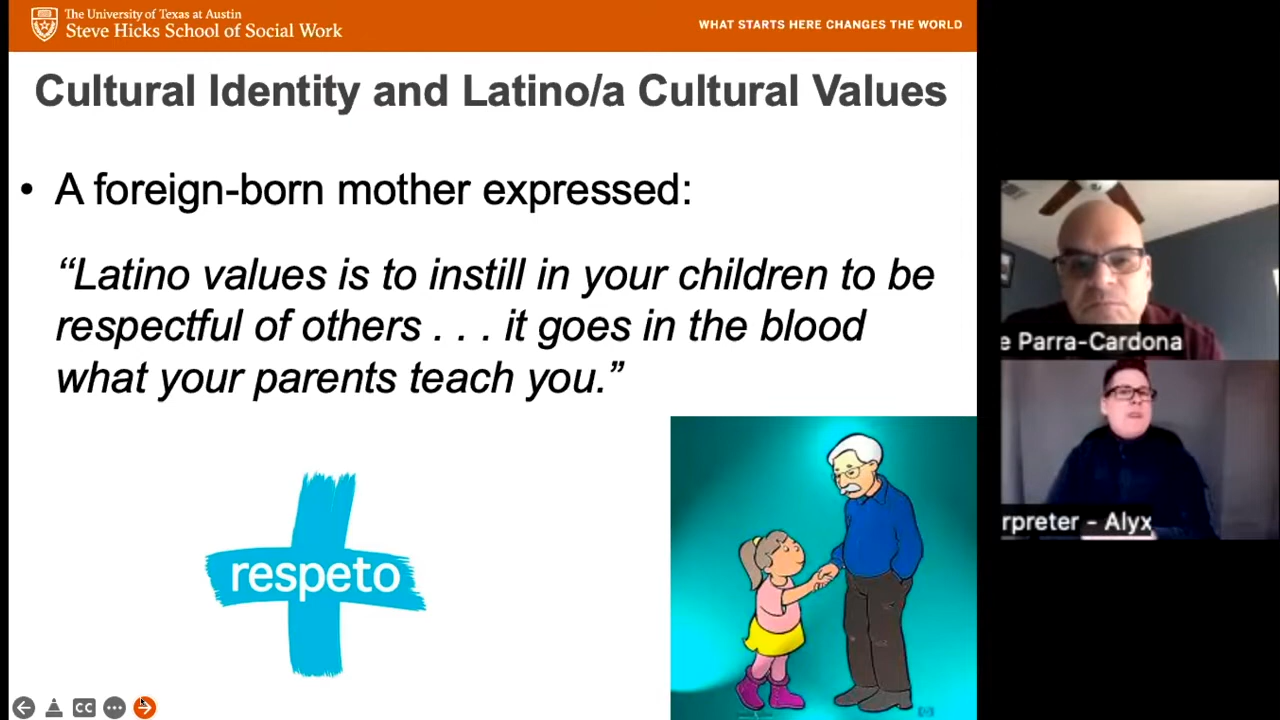 The University of Texas at Austin
Steve Hicks School of Social Work
WHAT STARTS HERE CHANGES THE WORLD
Cultural Identity and Latino/a Cultural Values
• A foreign-born mother expressed:
“Latino values is to instill in your children to be
respectful of others . . . it goes in the blood
what your parents teach you.”
respeto
e Parra-Cardona
rpreter - Alyx
CC